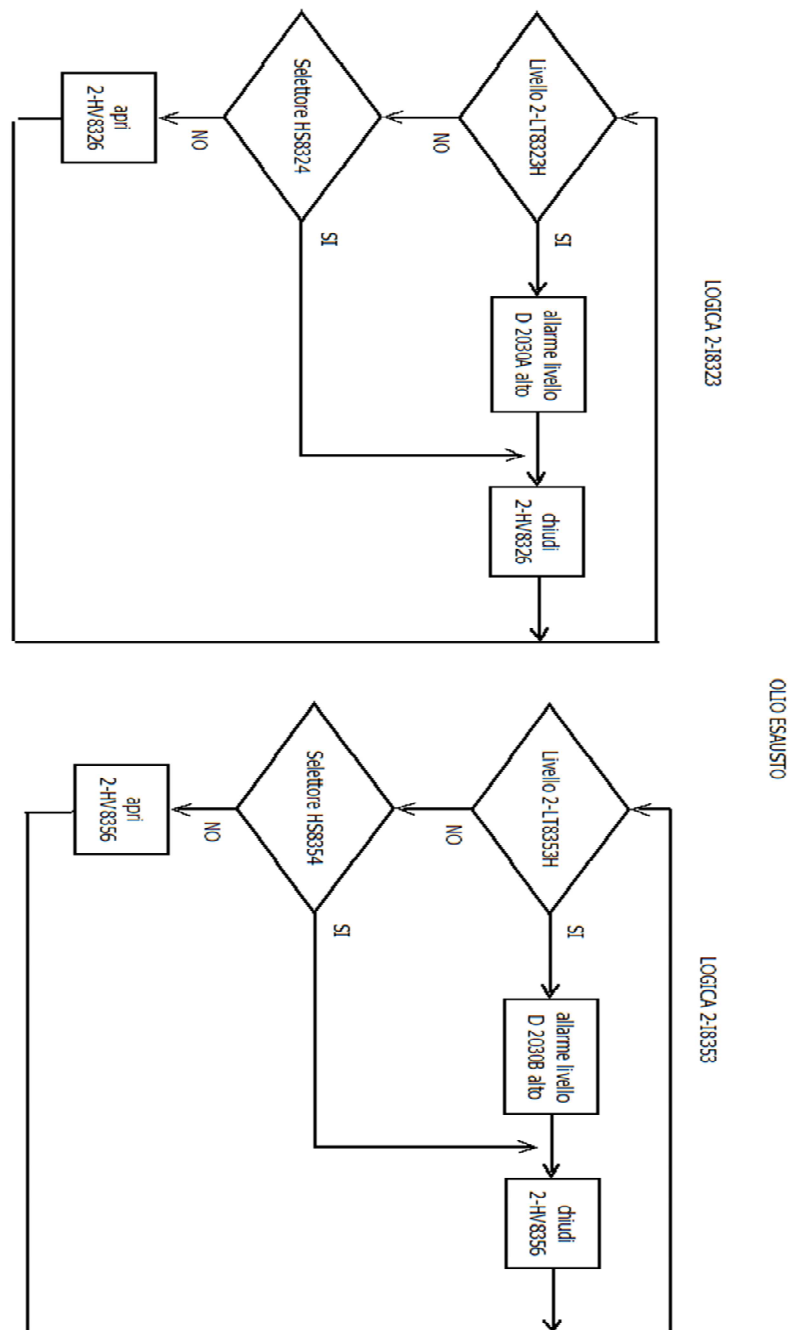 OLIO ESAUSTO
LOGICA 2-I8323
Livello 2-LT8323H
SI
allarme livello
D 2030A alto
chiudi
2-HV8326
NO
Selettore HS8324
SI
NO
apri
2-HV8326
LOGICA 2-I8353
Livello 2-LT8353H
SI
allarme livello
D 2030B alto
chiudi
2-HV8356
NO
Selettore HS8354
SI
NO
apri
2-HV8356